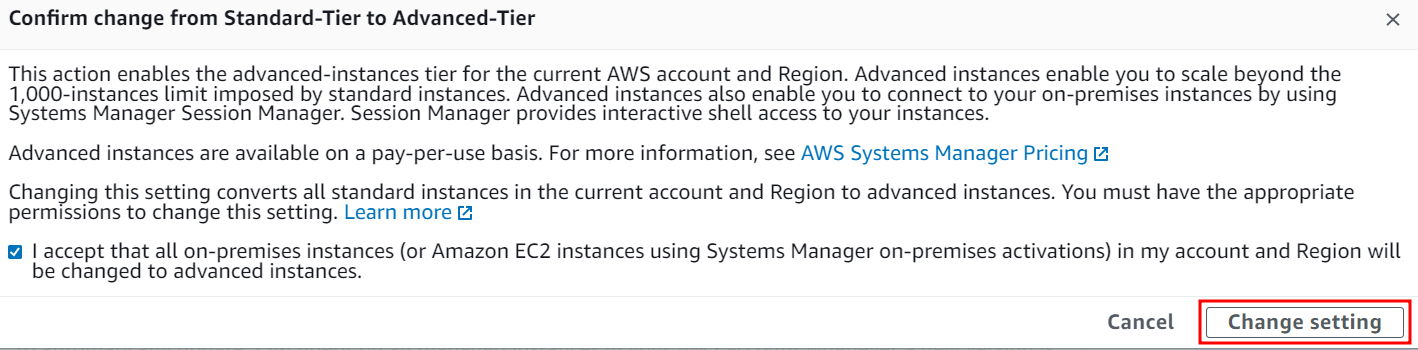 Confirm change from Standard-Tier to Advanced-Tier
This action enables the advanced-instances tier for the current AWS account and Region. Advanced instances enable you to scale beyond the
1,000-instances limit imposed by standard instances. Advanced instances also enable you to connect to your on-premises instances by using
Systems Manager Session Manager. Session Manager provides interactive shell access to your instances.
Advanced instances are available on a pay-per-use basis. For more information, see AWS Systems Manager Pricing
Changing this setting converts all standard instances in the current account and Region to advanced instances. You must have the appropriate
permissions to change this setting. Learn more
I accept that all on-premises instances (or Amazon EC2 instances using Systems Manager on-premises activations) in my account and Region will
be changed to advanced instances.
Cancel Change setting